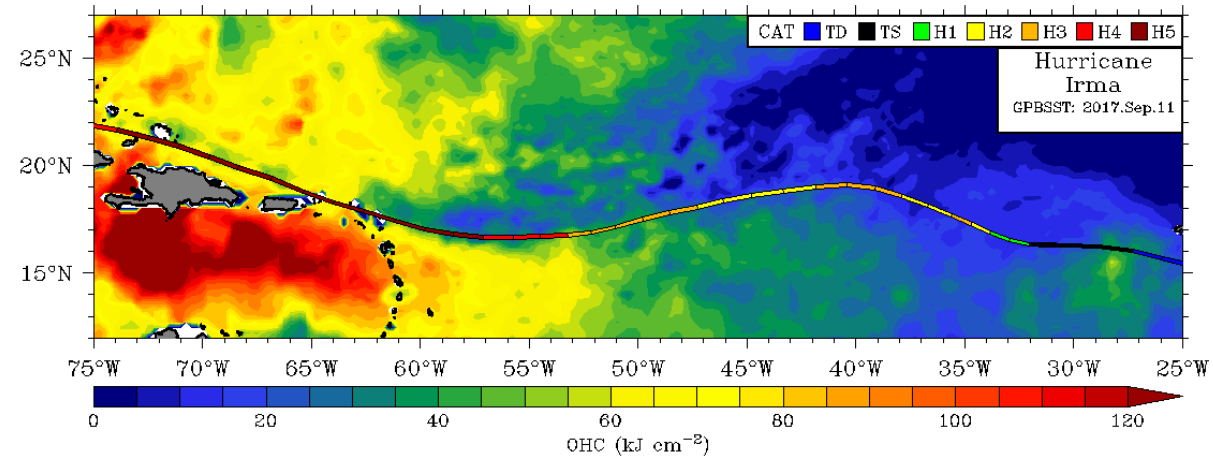 CAT TD TS H1 H2 H3 H4 H5
Hurricane
Irma
GPBSST: 2017.Sep.11
25°N
20°N
15°N
75°W 70°W 65°W 60°W 55°W 50°W 45°W 40°W 35°W 30°W 25°W
0 20 40 60 80 100 120
OHC (kJ cm⁻²)